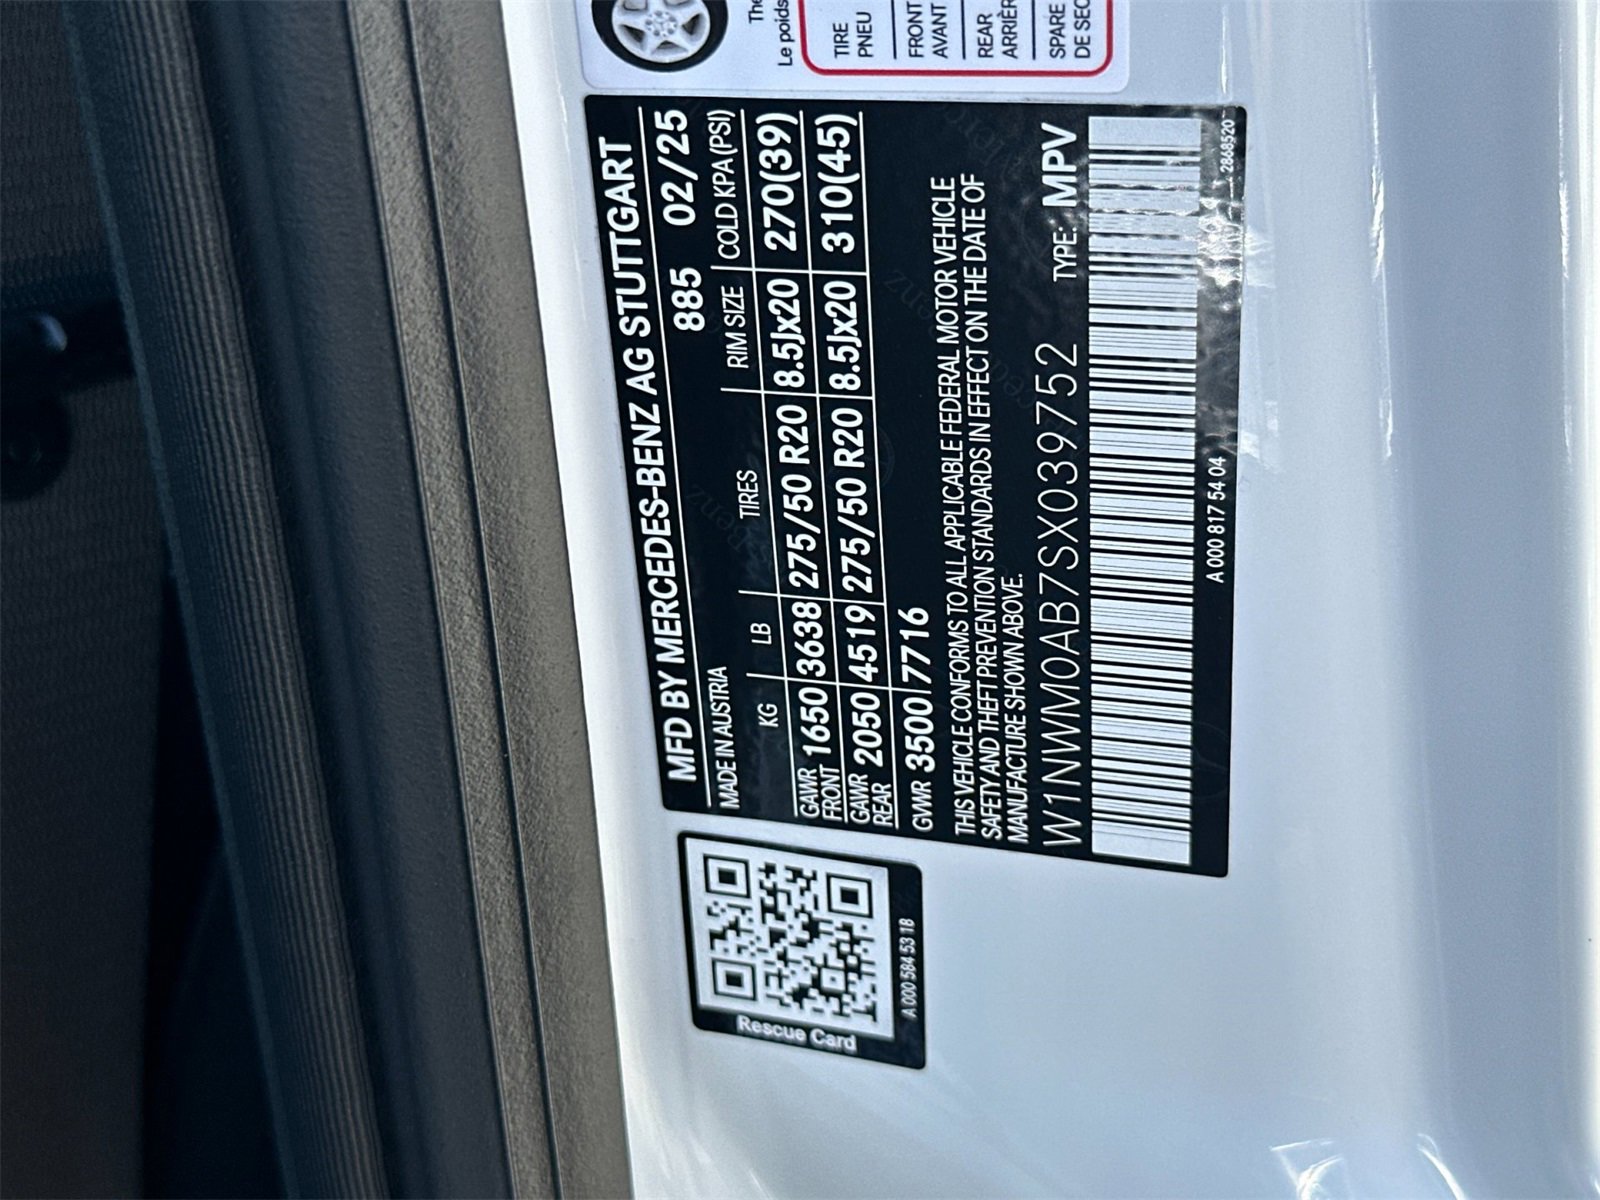 The
Le poids
TIRE
PNEU
FRONT
AVANT
REAR
ARRIÈR
SPARE
DE SEC
MFD BY MERCEDES-BENZ AG STUTTGART
MADE IN AUSTRIA 885 02/25
KG LB TIRES RIM SIZE COLD KPA(PSI)
GAWR FRONT 1650 3638 275/50 R20 8.5Jx20 270(39)
GAWR REAR 2050 4519 275/50 R20 8.5Jx20 310(45)
GVWR 3500 7716
THIS VEHICLE CONFORMS TO ALL APPLICABLE FEDERAL MOTOR VEHICLE
SAFETY AND THEFT PREVENTION STANDARDS IN EFFECT ON THE DATE OF
MANUFACTURE SHOWN ABOVE.
W1NWM0AB7SX039752 TYPE: MPV
A 000 817 54 04 2868520
Rescue Card
A 000 584 53 18